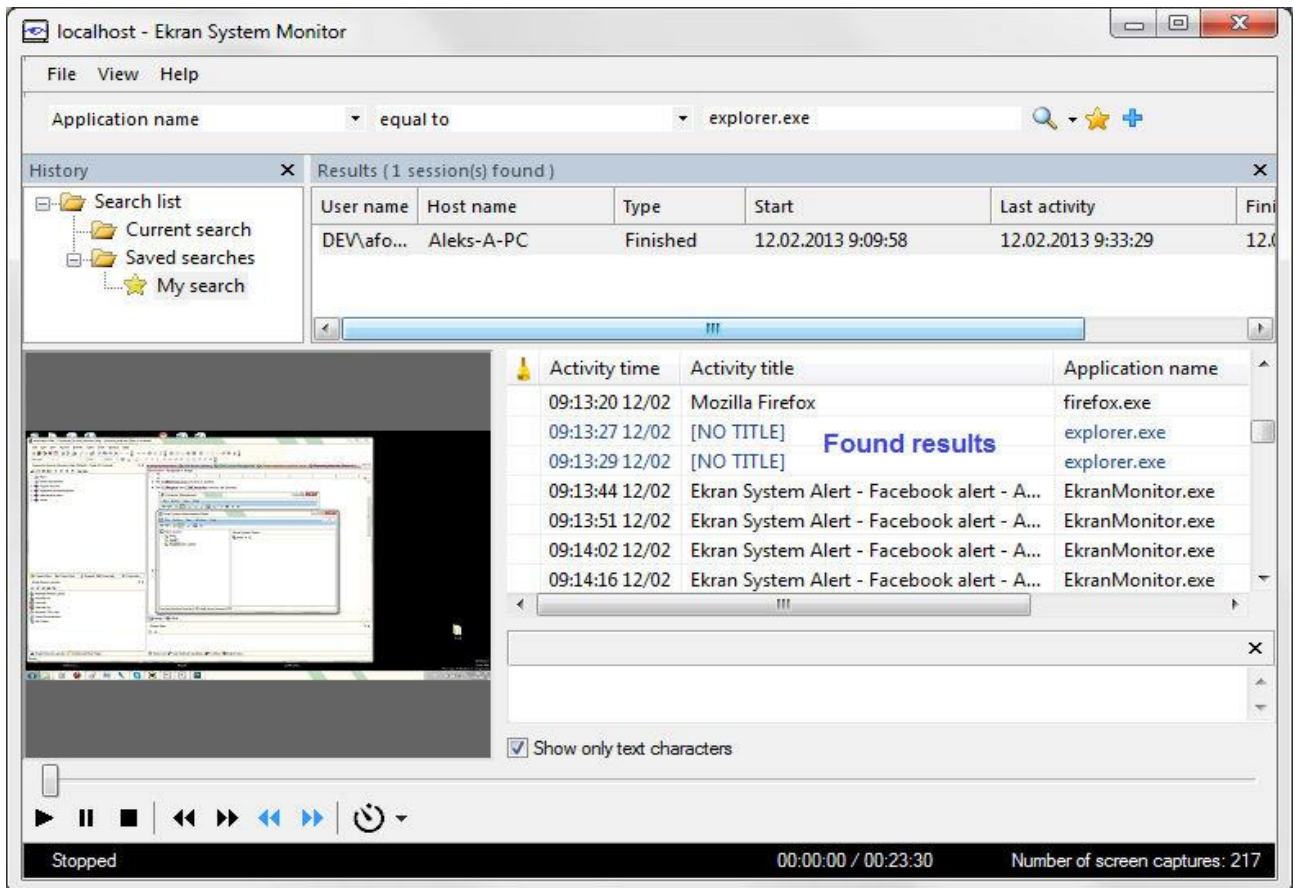 localhost - Ekran System Monitor
File View Help
Application name equal to explorer.exe
History
Search list
Current search
Saved searches
My search
Results ( 1 session(s) found )
User name Host name Type Start Last activity Fini
DEV\afo... Aleks-A-PC Finished 12.02.2013 9:09:58 12.02.2013 9:33:29 12.0
Activity time Activity title Application name
09:13:20 12/02 Mozilla Firefox firefox.exe
09:13:27 12/02 [NO TITLE] explorer.exe
Found results
09:13:29 12/02 [NO TITLE] explorer.exe
09:13:44 12/02 Ekran System Alert - Facebook alert - A... EkranMonitor.exe
09:13:51 12/02 Ekran System Alert - Facebook alert - A... EkranMonitor.exe
09:14:02 12/02 Ekran System Alert - Facebook alert - A... EkranMonitor.exe
09:14:16 12/02 Ekran System Alert - Facebook alert - A... EkranMonitor.exe
Show only text characters
Stopped 00:00:00 / 00:23:30 Number of screen captures: 217